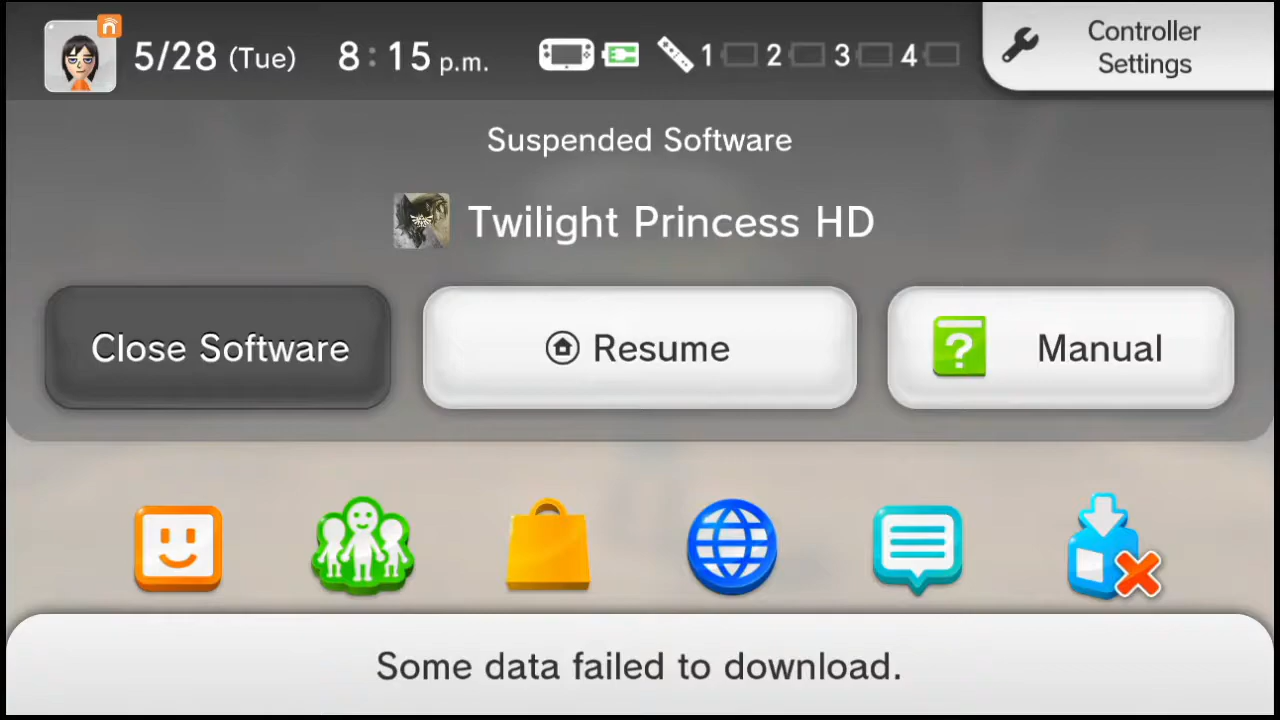 5/28 (Tue) 8:15 p.m. 1 2 3 4
Controller
Settings
Suspended Software
Twilight Princess HD
Close Software Resume ? Manual
Some data failed to download.